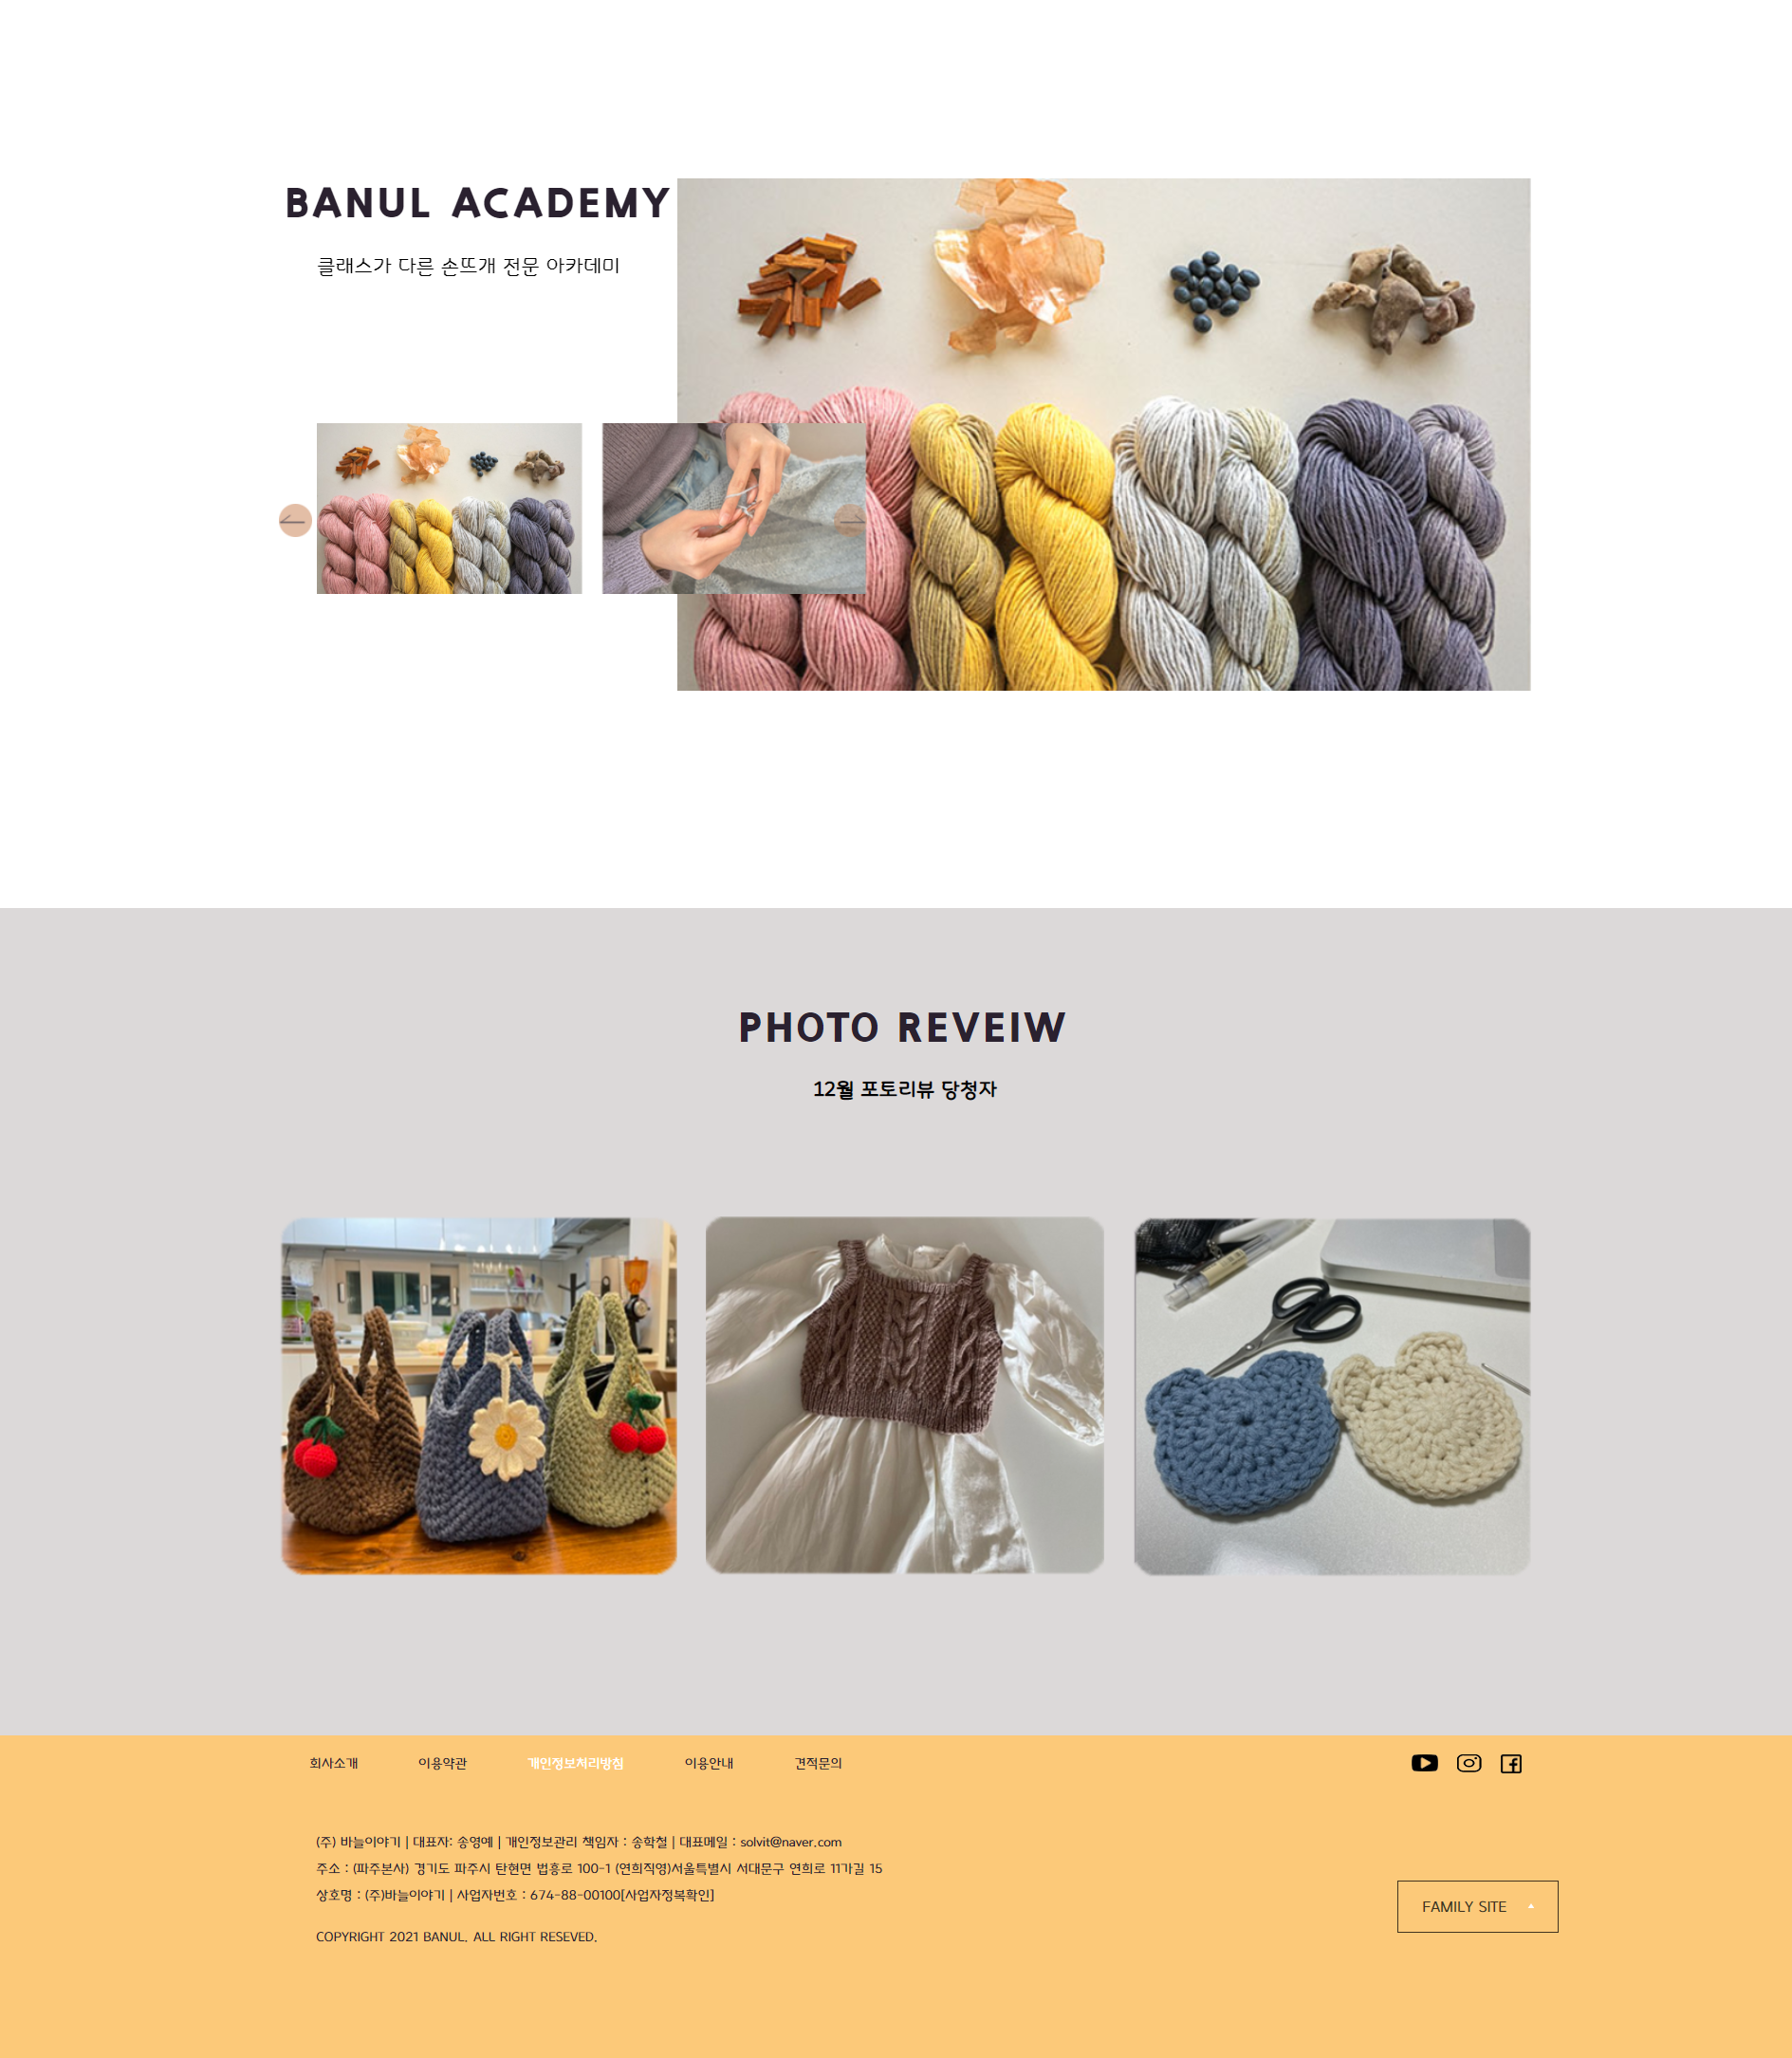 BANUL ACADEMY
클래스가 다른 손뜨개 전문 아카데미
PHOTO REVEIW
12월 포토리뷰 당청자
회사소개 이용약관 개인정보처리방침 이용안내 견적문의
(주) 바늘이야기 | 대표자: 송영예 | 개인정보관리 책임자 : 송학철 | 대표메일 : solvit@naver.com
주소 : (파주본사) 경기도 파주시 탄현면 법흥로 100-1 (연희직영)서울특별시 서대문구 연희로 11가길 15
상호명 : (주)바늘이야기 | 사업자번호 : 674-88-00100[사업자정복확인]
FAMILY SITE
COPYRIGHT 2021 BANUL. ALL RIGHT RESEVED.